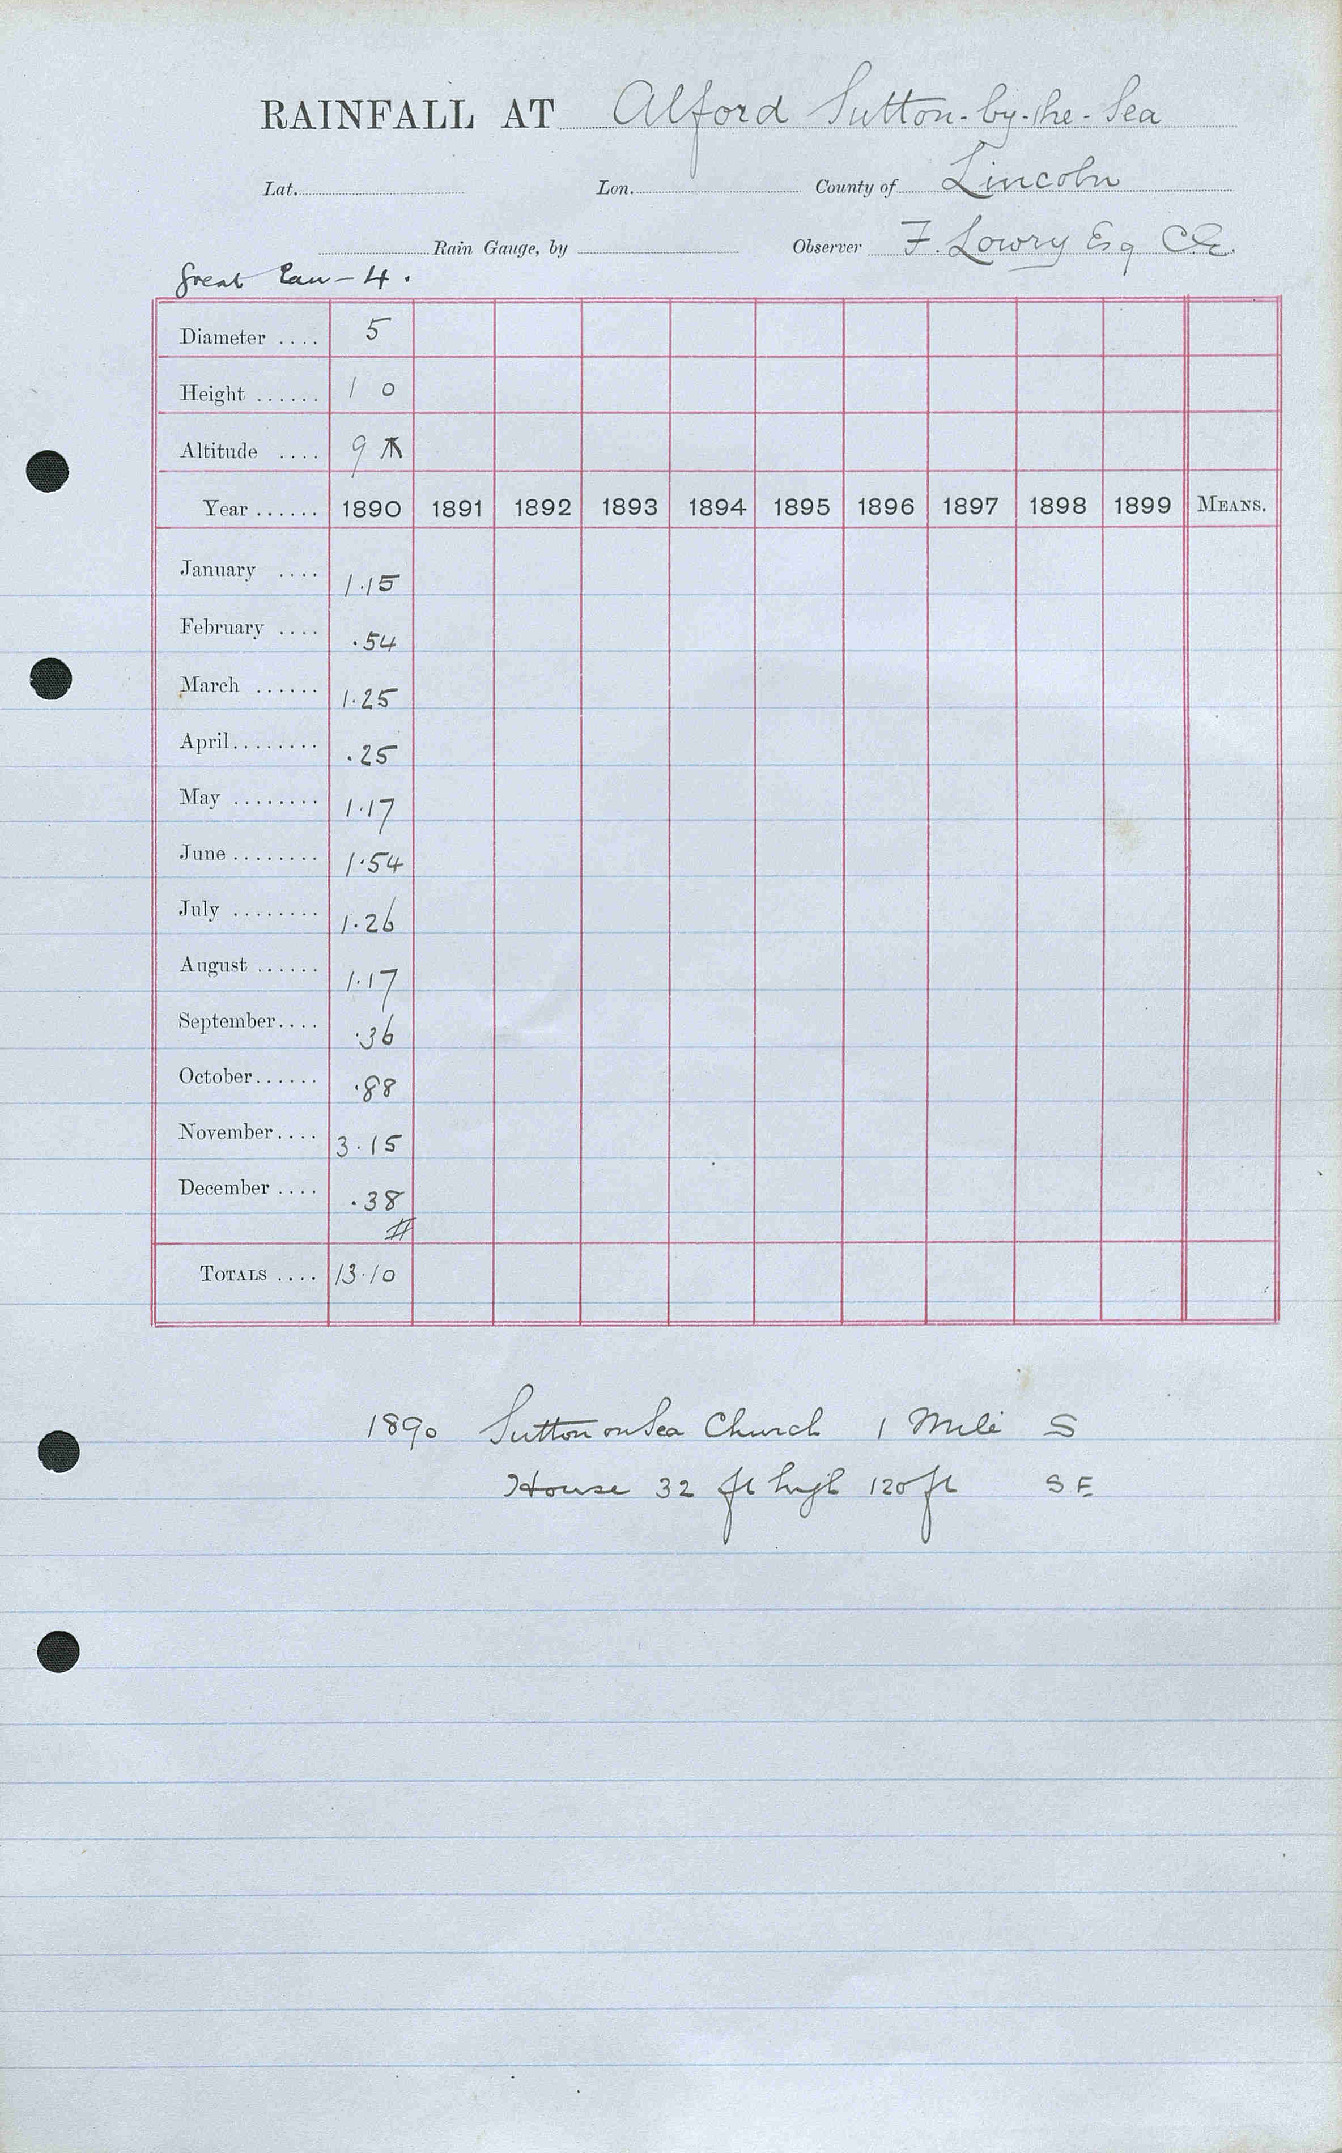 RAINFALL AT Alford Sutton-by-the-Sea
Lat. Lon. County of Lincoln
Rain Gauge, by Observer F. Lowry Esq C.E.
Great Eau - 4.
Diameter .... 5
Height ...... 1 0
Altitude .... 9
Year ...... 1890 1891 1892 1893 1894 1895 1896 1897 1898 1899 MEANS.
January .... 1.15
February .... .54
March ...... 1.25
April ........ .25
May ........ 1.17
June ........ 1.54
July ........ 1.26
August ...... 1.17
September .... .36
October ...... .88
November .... 3.15
December .... .38
#
TOTALS .... 13.10
1890 Sutton on Sea Church 1 Mile S
House 32 ft high 120 ft SE